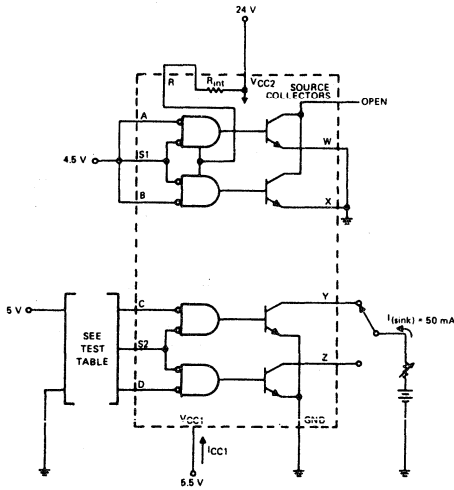 24 V
R
Rint
VCC2
SOURCE
COLLECTORS
OPEN
A
W
4.5 V
S1
B
X
C
Y
5 V
I(sink) = 50 mA
SEE
TEST
TABLE
S2
Z
D
VCC1
GND
ICC1
5.5 V